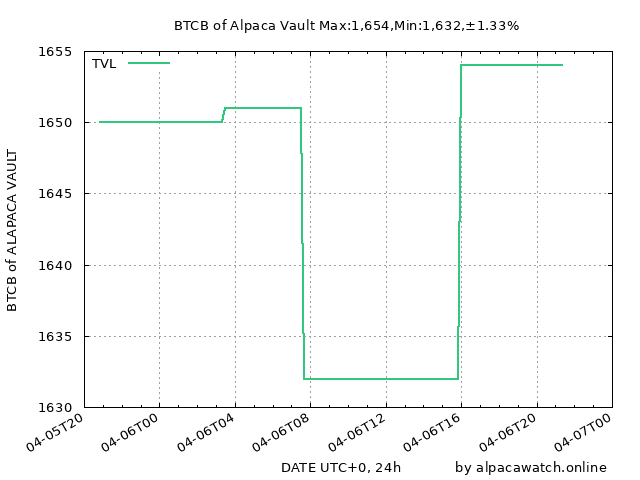 BTCB of Alpaca Vault Max:1,654,Min:1,632,±1.33%
TVL
BTCB of ALAPACA VAULT
1655
1650
1645
1640
1635
1630
04-05T20
04-06T00
04-06T04
04-06T08
04-06T12
04-06T16
04-06T20
04-07T00
DATE UTC+0, 24h
by alpacawatch.online